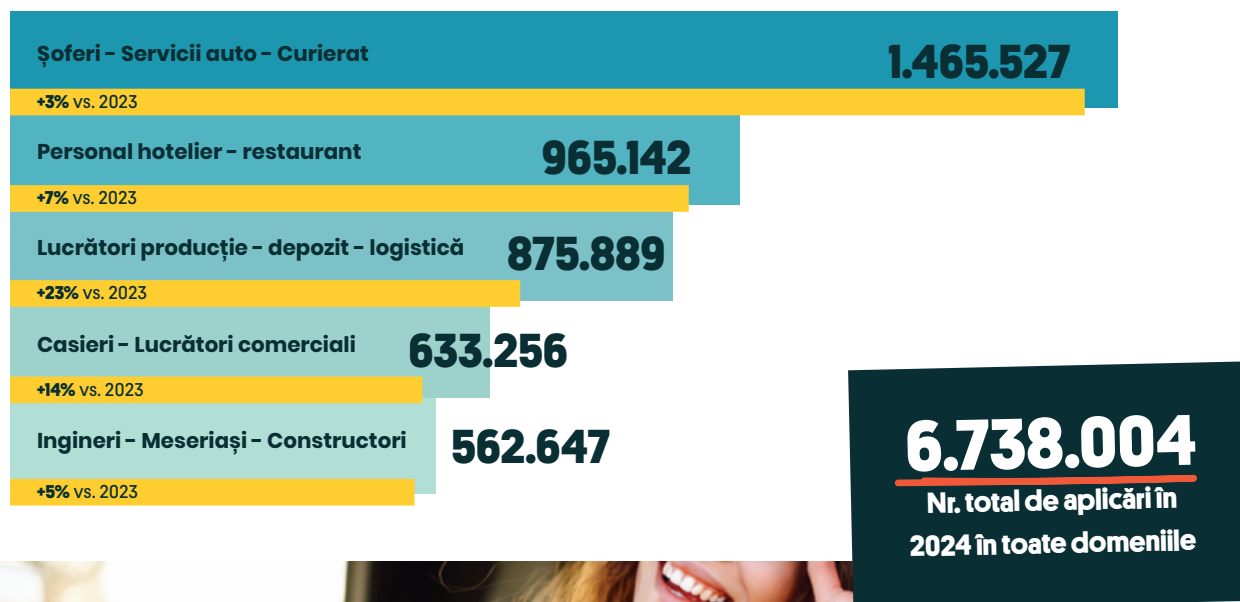 Șoferi - Servicii auto - Curierat
1.465.527
+3% vs. 2023
Personal hotelier - restaurant
965.142
+7% vs. 2023
Lucrători producție - depozit - logistică
875.889
+23% vs. 2023
Casieri - Lucrători comerciali
633.256
+14% vs. 2023
Ingineri - Meseriași - Constructori
562.647
+5% vs. 2023
6.738.004
Nr. total de aplicări în
2024 în toate domeniile